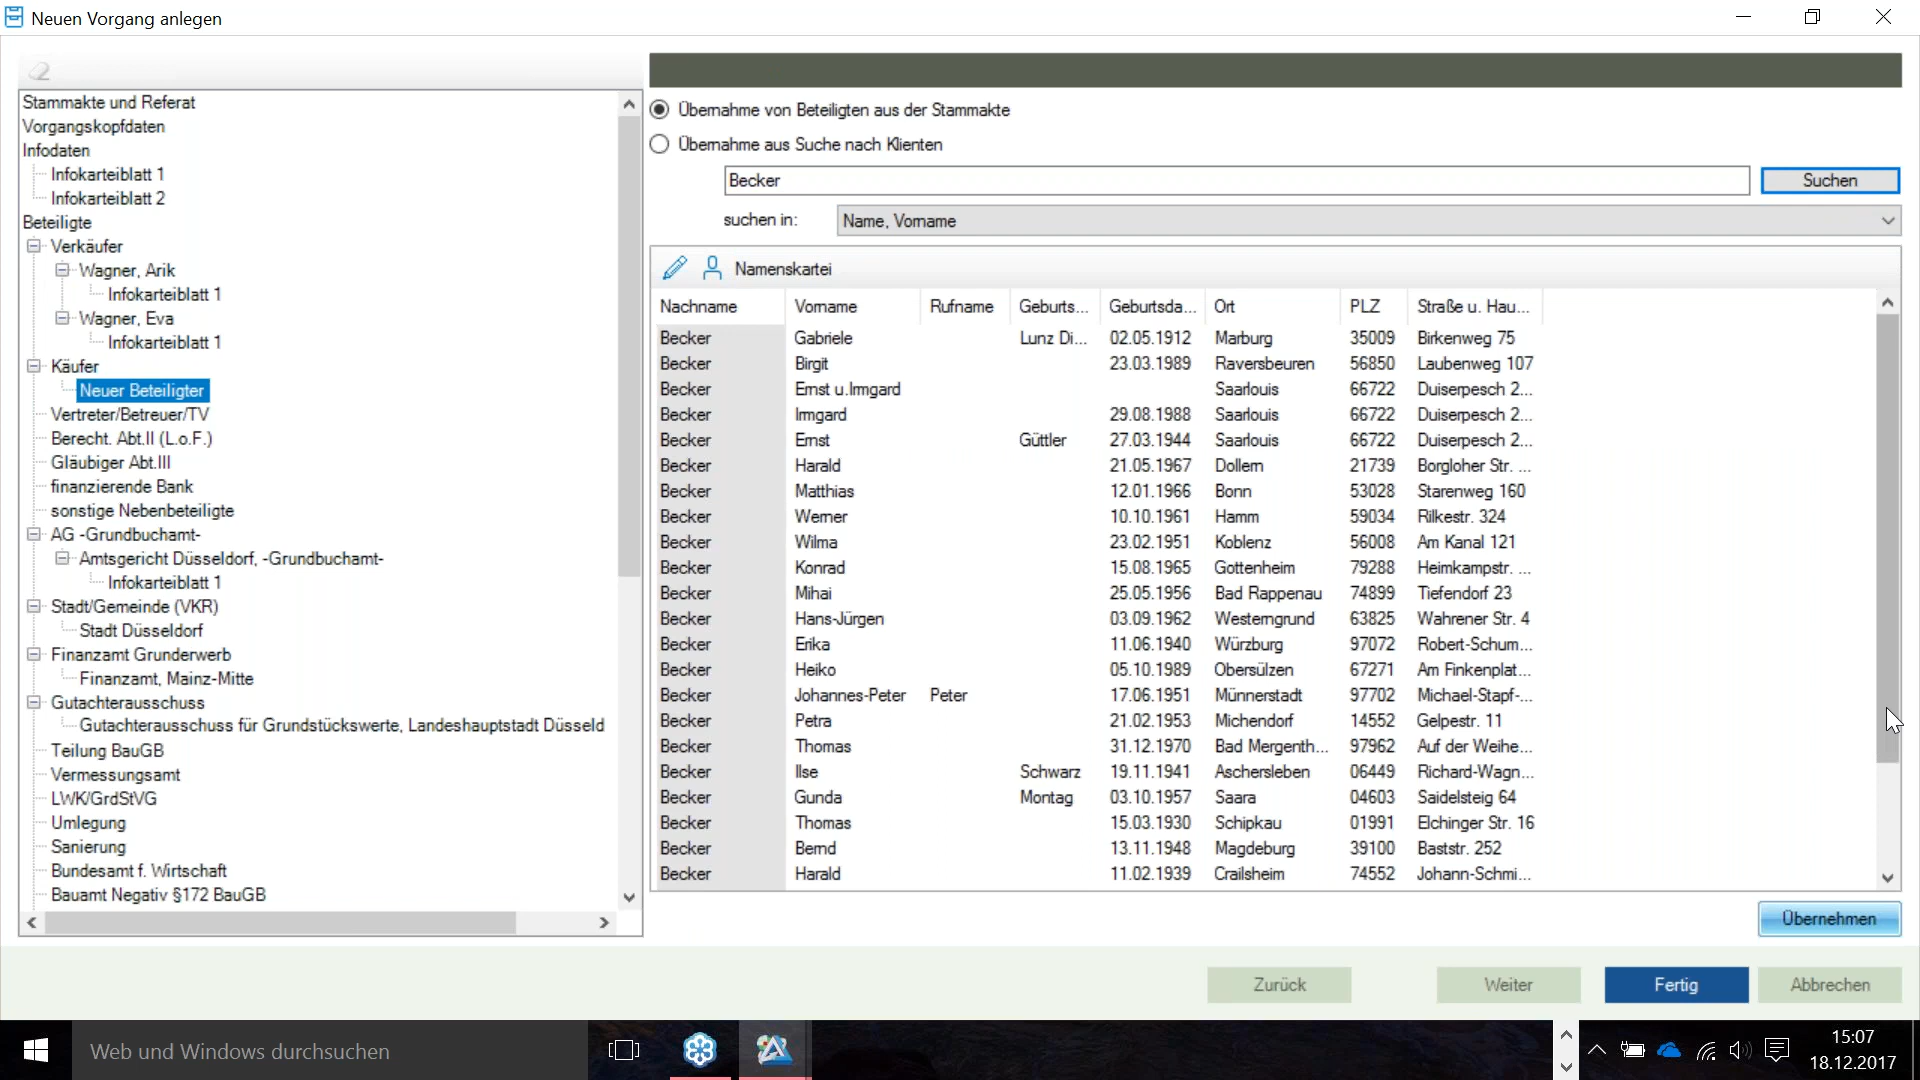 Neuen Vorgang anlegen
Stammakte und Referat
Vorgangskopfdaten
Infodaten
Infokarteiblatt 1
Infokarteiblatt 2
Beteiligte
Verkäufer
Wagner, Arik
Infokarteiblatt 1
Wagner, Eva
Infokarteiblatt 1
Käufer
Neuer Beteiligter
Vertreter/Betreuer/TV
Berecht. Abt.II (L.o.F.)
Gläubiger Abt.III
finanzierende Bank
sonstige Nebenbeteiligte
AG -Grundbuchamt-
Amtsgericht Düsseldorf, -Grundbuchamt-
Infokarteiblatt 1
Stadt/Gemeinde (VKR)
Stadt Düsseldorf
Finanzamt Grunderwerb
Finanzamt, Mainz-Mitte
Gutachterausschuss
Gutachterausschuss für Grundstückswerte, Landeshauptstadt Düsseld
Teilung BauGB
Vermessungsamt
LWK/GrdStVG
Umlegung
Sanierung
Bundesamt f. Wirtschaft
Bauamt Negativ §172 BauGB
Übernahme von Beteiligten aus der Stammakte
Übernahme aus Suche nach Klienten
Becker Suchen
suchen in: Name, Vorname
Namenskartei
Nachname Vorname Rufname Geburts... Geburtsda... Ort PLZ Straße u. Hau...
Becker Gabriele Lunz Di... 02.05.1912 Marburg 35009 Birkenweg 75
Becker Birgit 23.03.1989 Raversbeuren 56850 Laubenweg 107
Becker Ernst u.Irmgard Saarlouis 66722 Duiserpesch 2...
Becker Irmgard 29.08.1988 Saarlouis 66722 Duiserpesch 2...
Becker Ernst Güttler 27.03.1944 Saarlouis 66722 Duiserpesch 2...
Becker Harald 21.05.1967 Dollern 21739 Borgloher Str. ...
Becker Matthias 12.01.1966 Bonn 53028 Starenweg 160
Becker Werner 10.10.1961 Hamm 59034 Rilkestr. 324
Becker Wilma 23.02.1951 Koblenz 56008 Am Kanal 121
Becker Konrad 15.08.1965 Gottenheim 79288 Heimkampstr. ...
Becker Mihai 25.05.1956 Bad Rappenau 74899 Tiefendorf 23
Becker Hans-Jürgen 03.09.1962 Westerngrund 63825 Wahrener Str. 4
Becker Erika 11.06.1940 Würzburg 97072 Robert-Schum...
Becker Heiko 05.10.1989 Obersülzen 67271 Am Finkenplat...
Becker Johannes-Peter Peter 17.06.1951 Münnerstadt 97702 Michael-Stapf-...
Becker Petra 21.02.1953 Michendorf 14552 Gelpestr. 11
Becker Thomas 31.12.1970 Bad Mergenth... 97962 Auf der Weihe...
Becker Ilse Schwarz 19.11.1941 Aschersleben 06449 Richard-Wagn...
Becker Gunda Montag 03.10.1957 Saara 04603 Saidelsteig 64
Becker Thomas 15.03.1930 Schipkau 01991 Elchinger Str. 16
Becker Bernd 13.11.1948 Magdeburg 39100 Baststr. 252
Becker Harald 11.02.1939 Crailsheim 74552 Johann-Schmi...
Übernehmen
Zurück Weiter Fertig Abbrechen
Web und Windows durchsuchen
15:07
18.12.2017